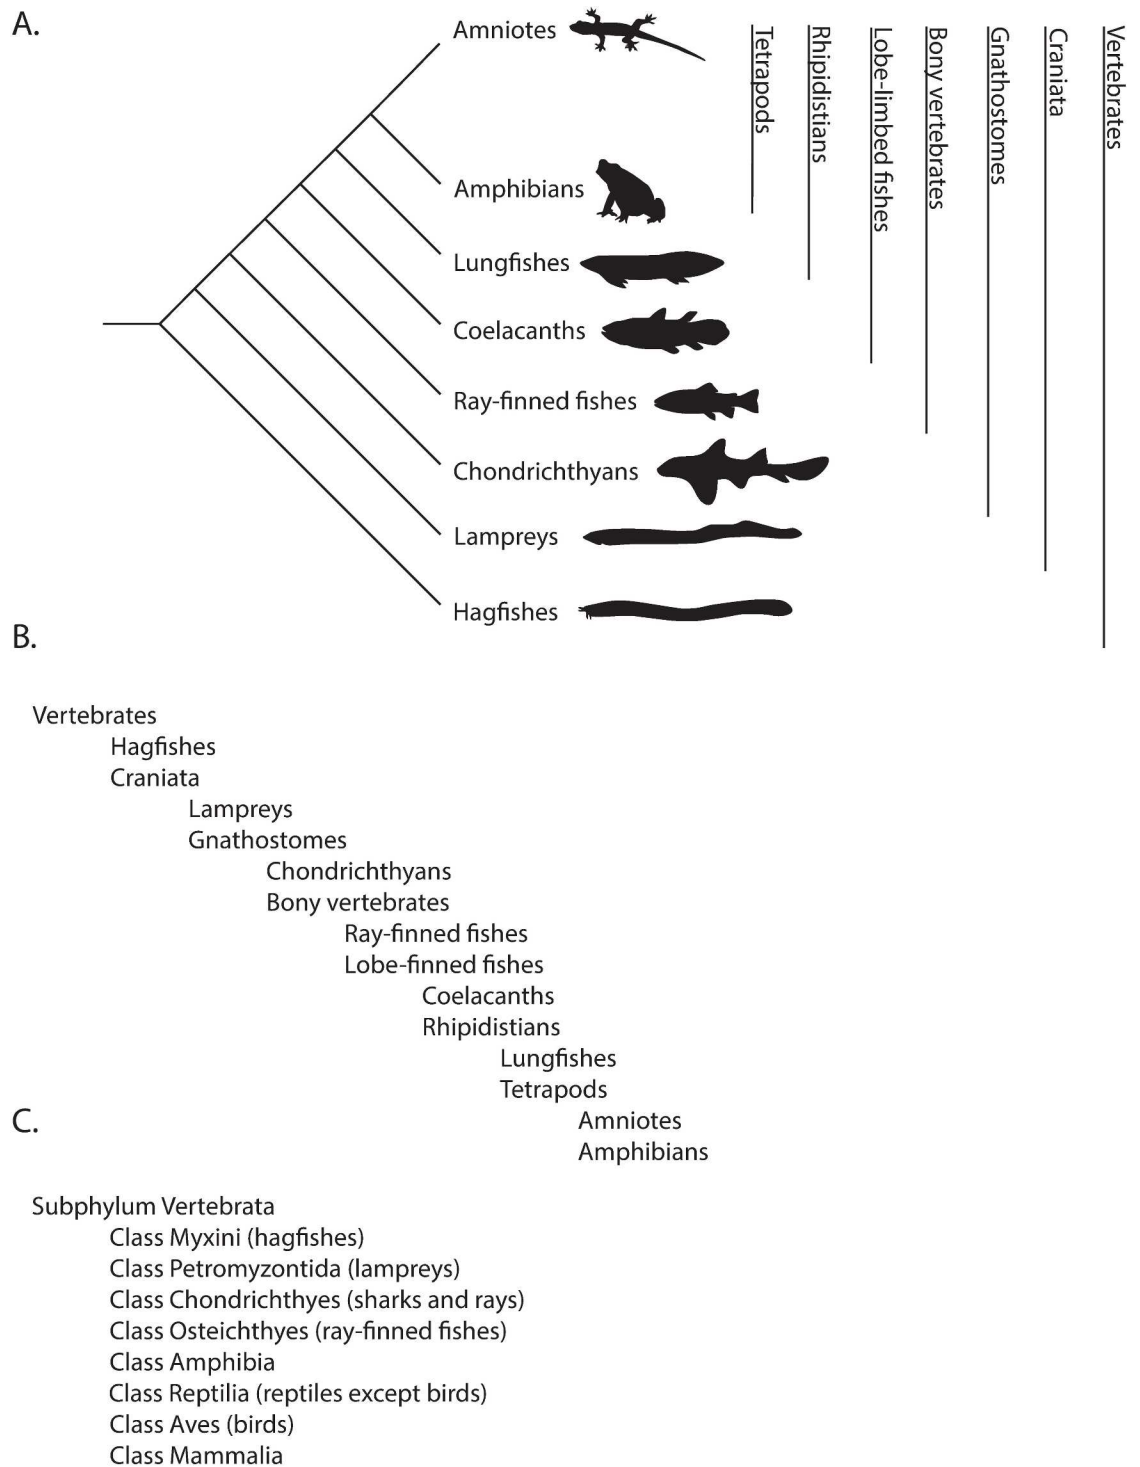 A.
Amniotes
Amphibians
Lungfishes
Coelacanths
Ray-finned fishes
Chondrichthyans
Lampreys
Hagfishes
Tetrapods
Rhipidistians
Lobe-limbed fishes
Bony vertebrates
Gnathostomes
Craniata
Vertebrates
B.
Vertebrates
Hagfishes
Craniata
Lampreys
Gnathostomes
Chondrichthyans
Bony vertebrates
Ray-finned fishes
Lobe-finned fishes
Coelacanths
Rhipidistians
Lungfishes
Tetrapods
Amniotes
Amphibians
C.
Subphylum Vertebrata
Class Myxini (hagfishes)
Class Petromyzontida (lampreys)
Class Chondrichthyes (sharks and rays)
Class Osteichthyes (ray-finned fishes)
Class Amphibia
Class Reptilia (reptiles except birds)
Class Aves (birds)
Class Mammalia